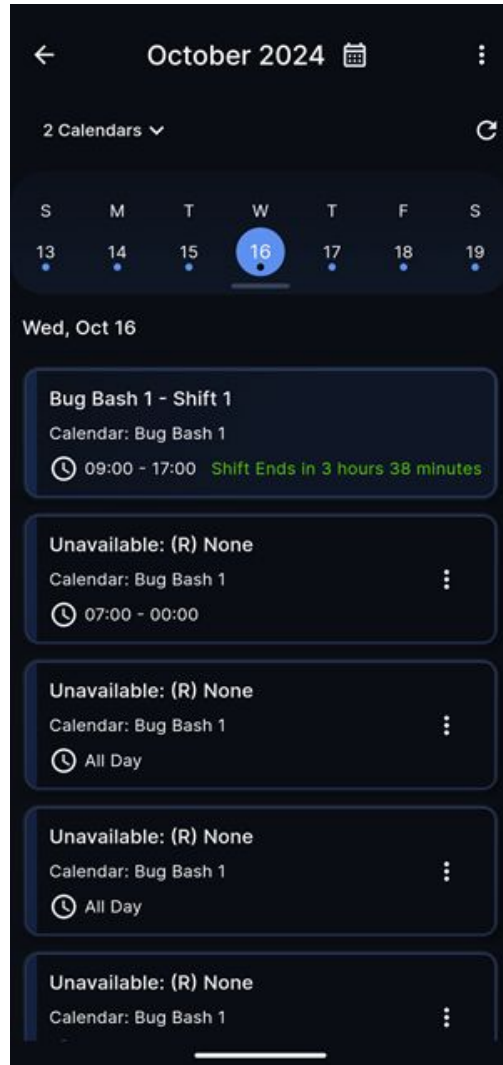 October 2024
2 Calendars
S M T W T F S
13 14 15 16 17 18 19
Wed, Oct 16
Bug Bash 1 - Shift 1
Calendar: Bug Bash 1
09:00 - 17:00 Shift Ends in 3 hours 38 minutes
Unavailable: (R) None
Calendar: Bug Bash 1
07:00 - 00:00
Unavailable: (R) None
Calendar: Bug Bash 1
All Day
Unavailable: (R) None
Calendar: Bug Bash 1
All Day
Unavailable: (R) None
Calendar: Bug Bash 1